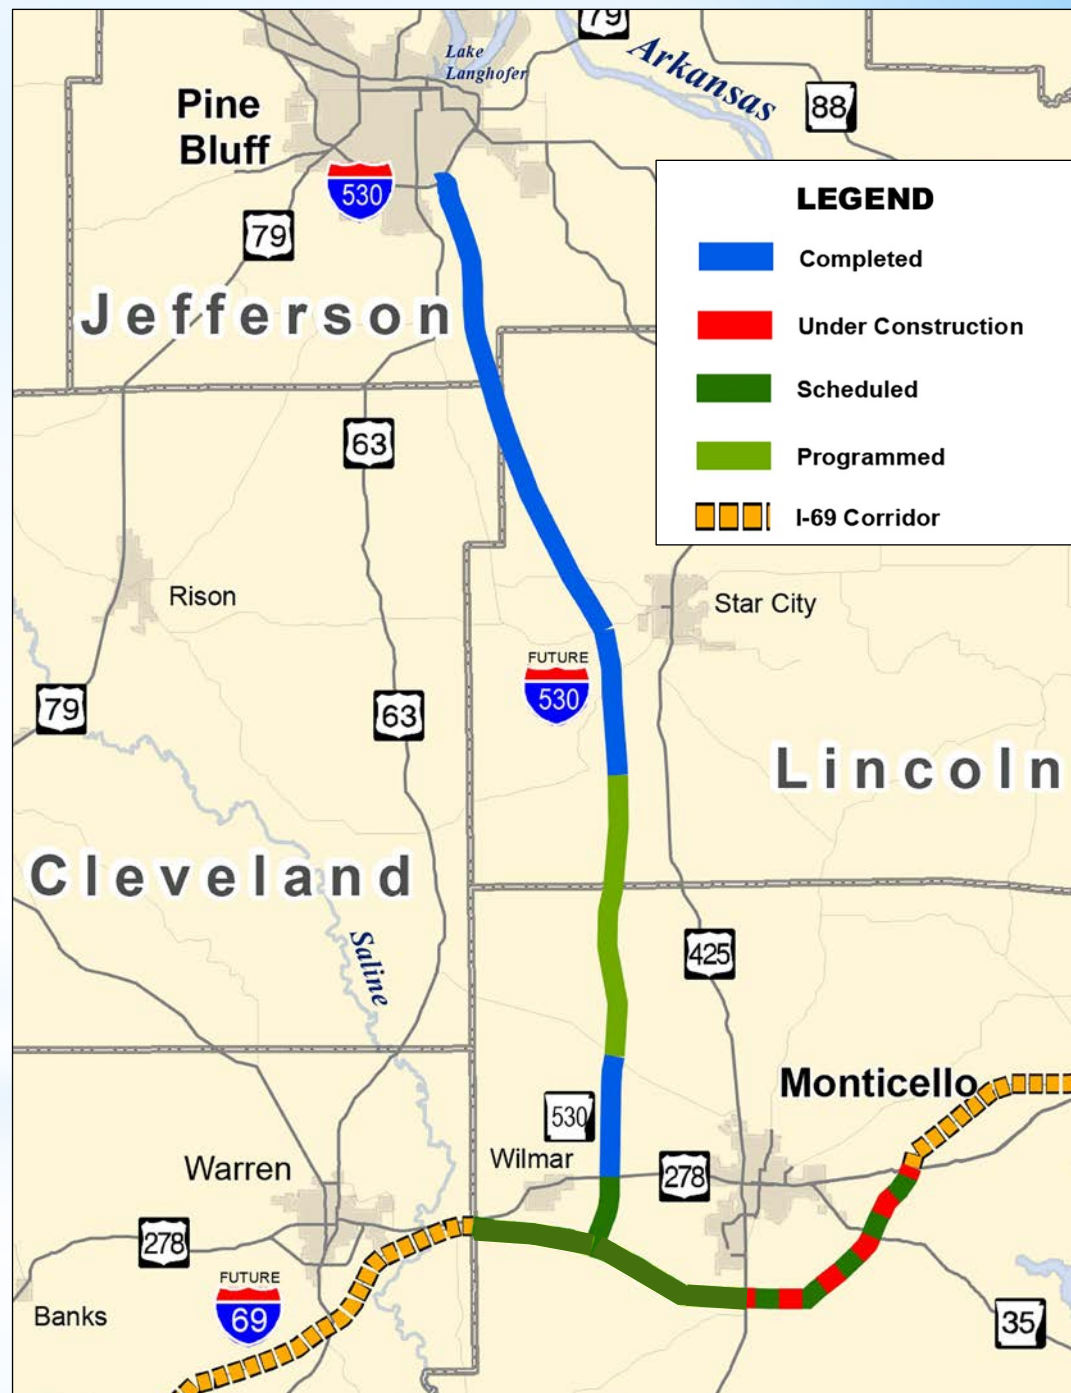 79
Lake
Langhofer
Arkansas
88
Pine
Bluff
530
79
LEGEND
Completed
Under Construction
Scheduled
Programmed
I-69 Corridor
Jefferson
63
Rison
Star City
FUTURE
530
79
63
Lincoln
Cleveland
Saline
425
Monticello
530
Wilmar
278
Warren
278
FUTURE
69
Banks
35